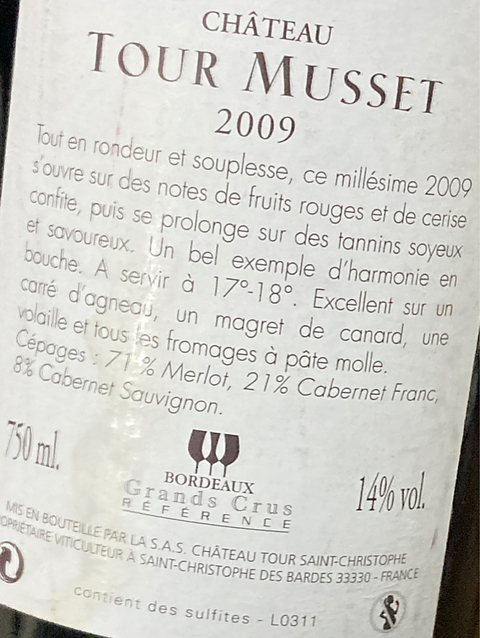 CHÂTEAU
TOUR MUSSET
2009
Tout en rondeur et souplesse, ce millésime 2009
s'ouvre sur des notes de fruits rouges et de cerise
confite, puis se prolonge sur des tannins soyeux
et savoureux. Un bel exemple d'harmonie en
bouche. A servir à 17°-18°. Excellent sur un
carré d'agneau, un magret de canard, une
volaille et tous les fromages à pâte molle.
Cépages : 71 % Merlot, 21% Cabernet Franc,
8% Cabernet Sauvignon.
750 ml.
BORDEAUX
Grands Crus
RÉFÉRENCE
14% vol.
MIS EN BOUTEILLE PAR LA S.A.S. CHÂTEAU TOUR SAINT-CHRISTOPHE
OPRIÉTAIRE VITICULTEUR À SAINT-CHRISTOPHE DES BARDES 33330 - FRANCE
contient des sulfites - L0311